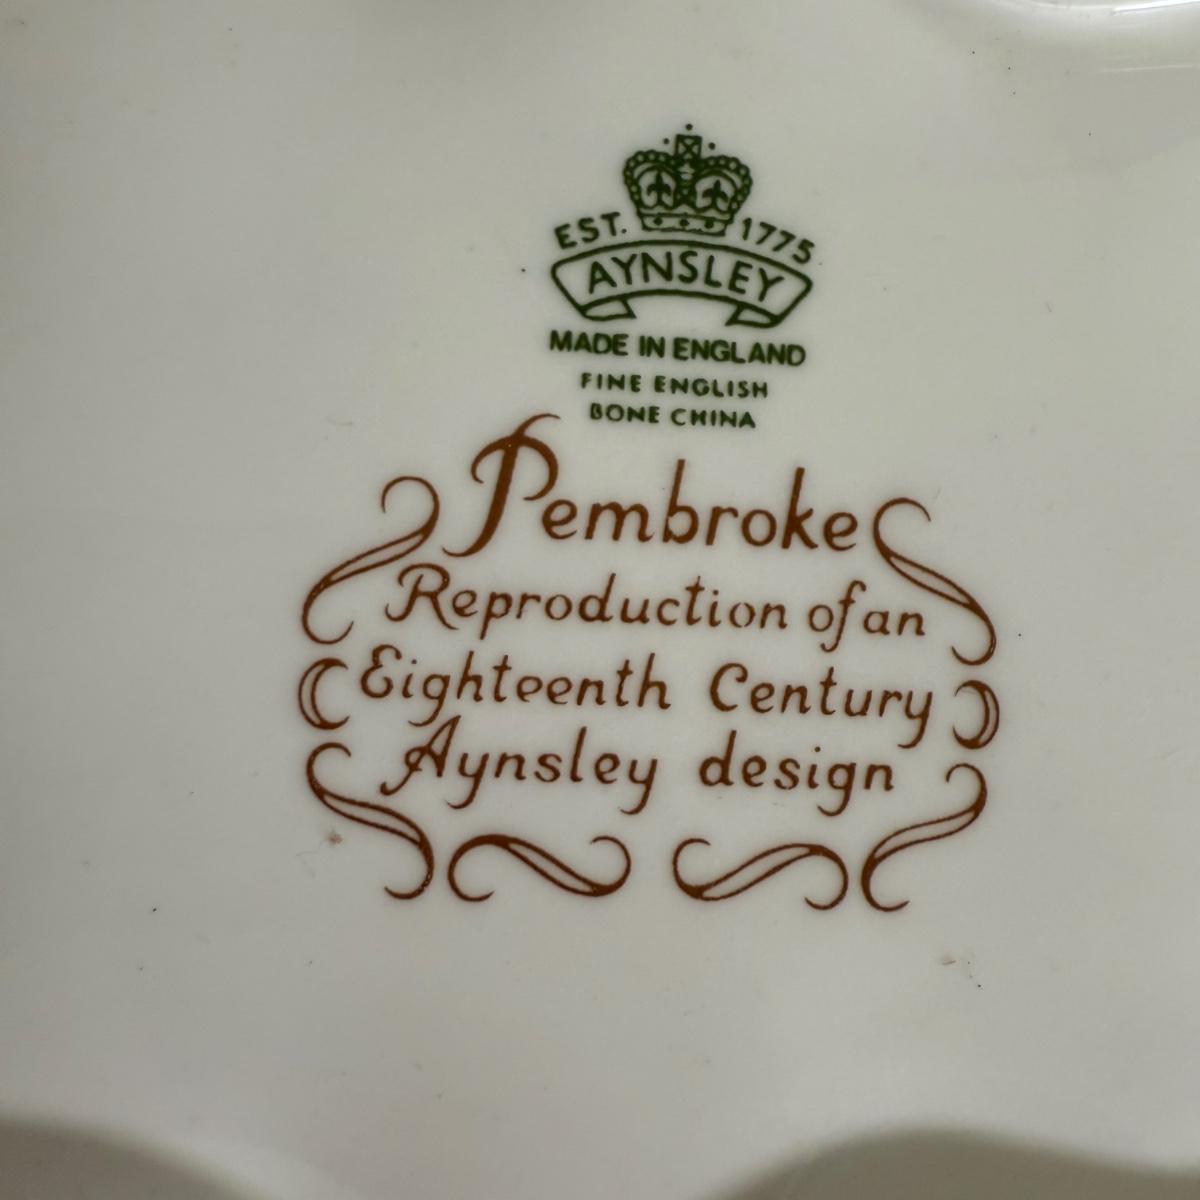 EST. 1775
AYNSLEY
MADE IN ENGLAND
FINE ENGLISH
BONE CHINA
Pembroke
Reproduction of an
Eighteenth Century
Aynsley design